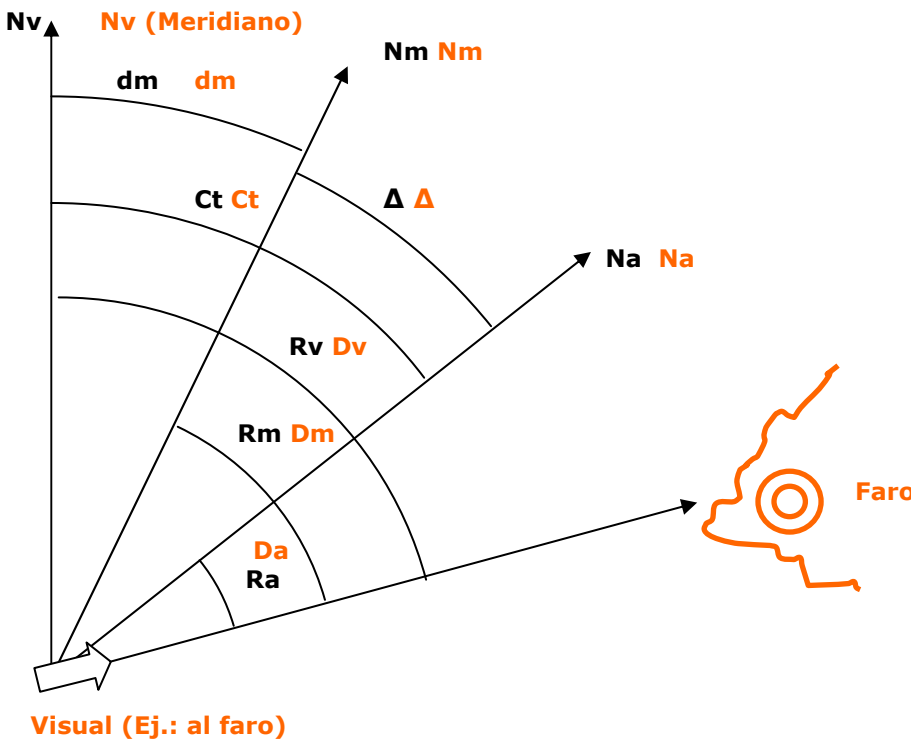 Nv Nv (Meridiano)
Nm Nm
dm dm
Ct Ct Δ Δ
Na Na
Rv Dv
Rm Dm
Faro
Da
Ra
Visual (Ej.: al faro)